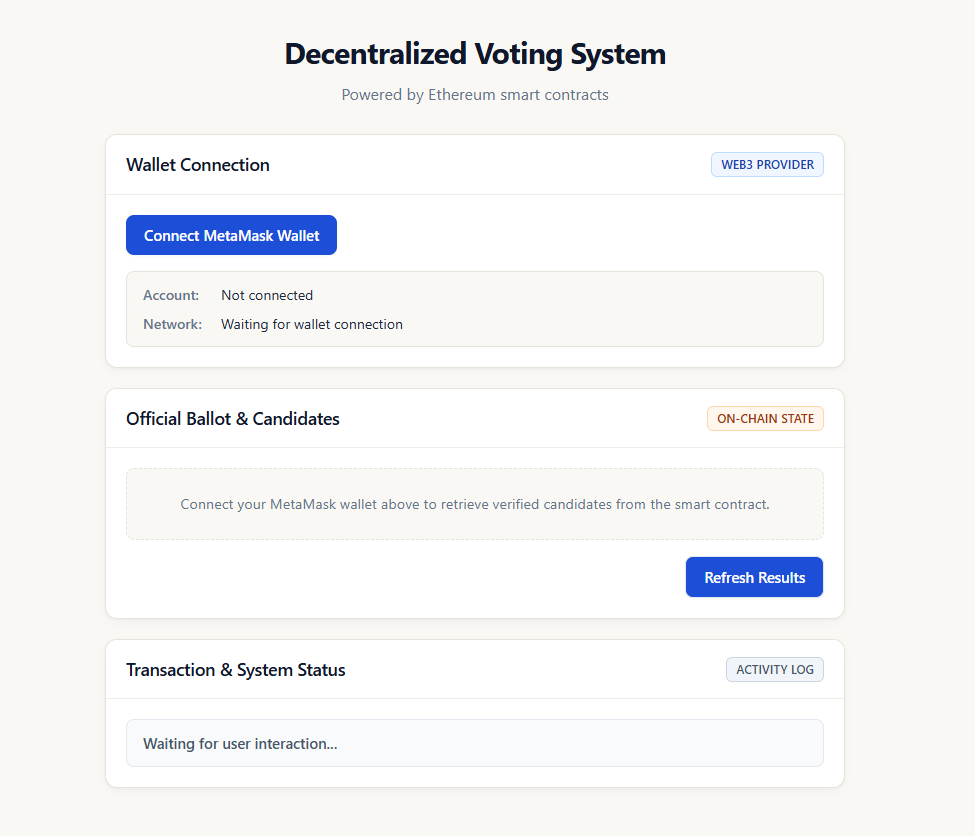 Decentralized Voting System
Powered by Ethereum smart contracts
Wallet Connection
WEB3 PROVIDER
Connect MetaMask Wallet
Account: Not connected
Network: Waiting for wallet connection
Official Ballot & Candidates
ON-CHAIN STATE
Connect your MetaMask wallet above to retrieve verified candidates from the smart contract.
Refresh Results
Transaction & System Status
ACTIVITY LOG
Waiting for user interaction...